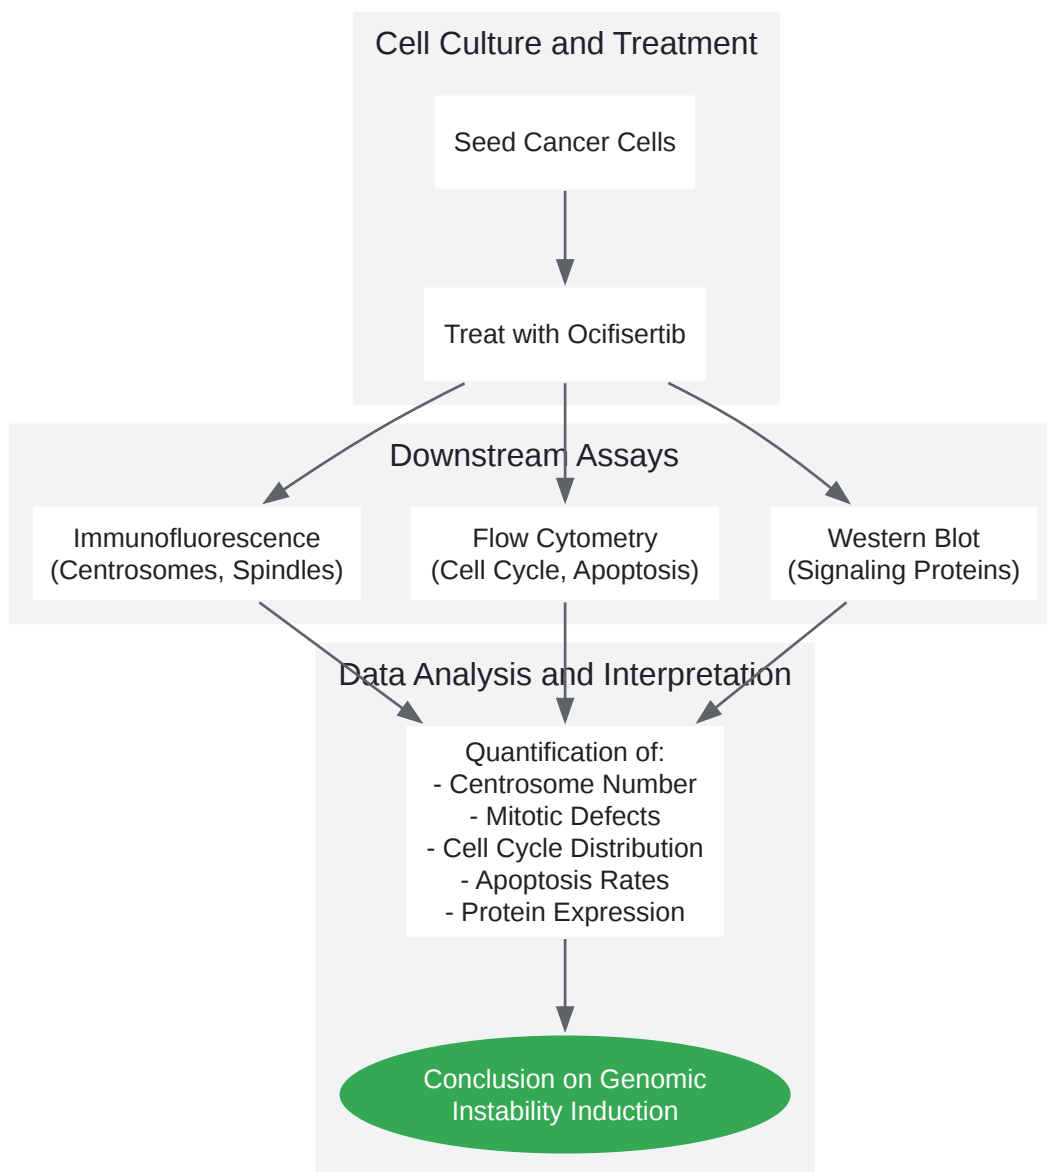 Cell Culture and Treatment
Seed Cancer Cells
Treat with Ocifisertib
Downstream Assays
Immunofluorescence
(Centrosomes, Spindles)
Flow Cytometry
(Cell Cycle, Apoptosis)
Western Blot
(Signaling Proteins)
Data Analysis and Interpretation
Quantification of:
- Centrosome Number
- Mitotic Defects
- Cell Cycle Distribution
- Apoptosis Rates
- Protein Expression
Conclusion on Genomic
Instability Induction